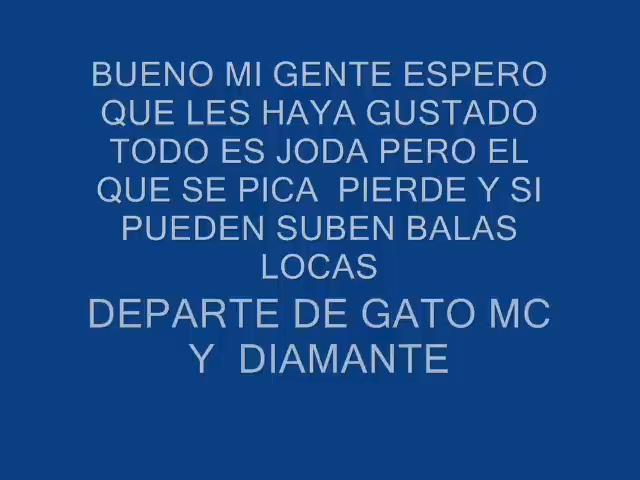 BUENO MI GENTE ESPERO
QUE LES HAYA GUSTADO
TODO ES JODA PERO EL
QUE SE PICA  PIERDE Y SI
PUEDEN SUBEN BALAS
LOCAS
DEPARTE DE GATO MC
Y  DIAMANTE